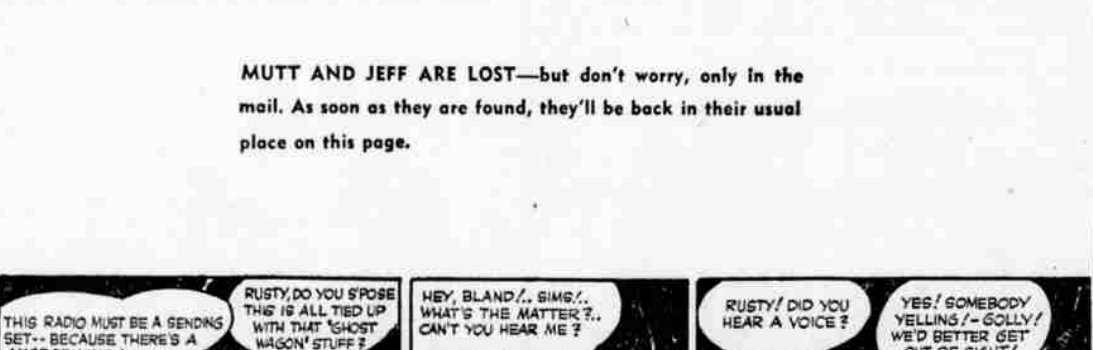 MUTT AND JEFF ARE LOST—but don't worry, only in the
mail. As soon as they are found, they'll be back in their usual
place on this page.
THIS RADIO MUST BE A SENDING
SET-- BECAUSE THERE'S A
RUSTY, DO YOU S'POSE
THIS IS ALL TIED UP
WITH THAT 'GHOST
WAGON' STUFF?
HEY, BLAND!.. SIMS!..
WHAT'S THE MATTER?..
CAN'T YOU HEAR ME?
RUSTY! DID YOU
HEAR A VOICE?
YES! SOMEBODY
YELLING!-GOLLY!
WE'D BETTER GET
OUT OF SIGHT!